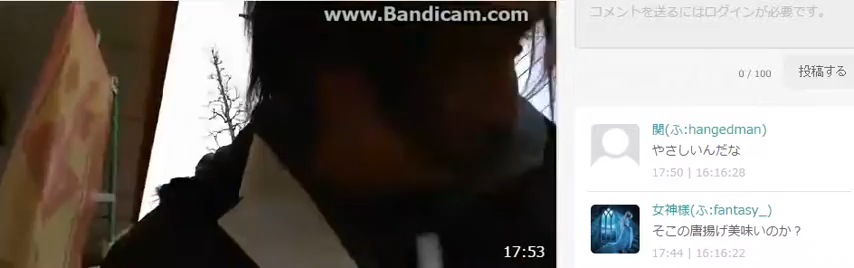 www.Bandicam.com
17:53
コメントを送るにはログインが必要です。
0 / 100
投稿する
関(ふ:hangedman)
やさしいんだな
17:50 | 16:16:28
女神様(ふ:fantasy_)
そこの唐揚げ美味いのか？
17:44 | 16:16:22